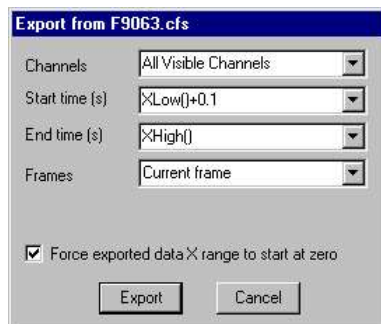 Export from F9063.cfs
Channels All Visible Channels
Start time (s) XLow()+0.1
End time (s) XHigh()
Frames Current frame
Force exported data X range to start at zero
Export Cancel